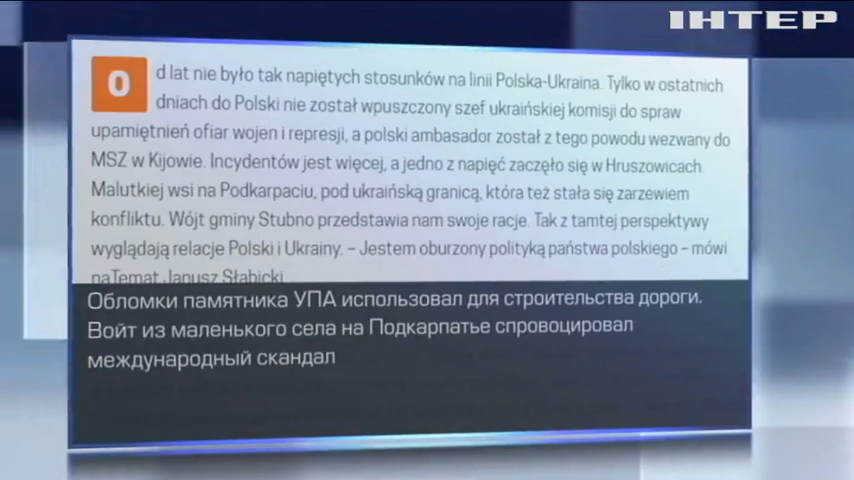 ІНТЕР
Od lat nie było tak napiętych stosunków na linii Polska-Ukraina. Tylko w ostatnich
dniach do Polski nie został wpuszczony szef ukraińskiej komisji do spraw
upamiętnień ofiar wojen i represji, a polski ambasador został z tego powodu wezwany do
MSZ w Kijowie. Incydentów jest więcej, a jedno z napięć zaczęło się w Hruszowicach.
Malutkiej wsi na Podkarpaciu, pod ukraińską granicą, która też stała się zarzewiem
konfliktu. Wójt gminy Stubno przedstawia nam swoje racje. Tak z tamtej perspektywy
wyglądają relacje Polski i Ukrainy. – Jestem oburzony polityką państwa polskiego – mówi
naTemat Janusz Słabicki
Обломки памятника УПА использовал для строительства дороги.
Войт из маленького села на Подкарпатье спровоцировал
международный скандал